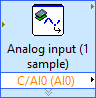 Analog input (1
sample)
C/AI0 (AI0)